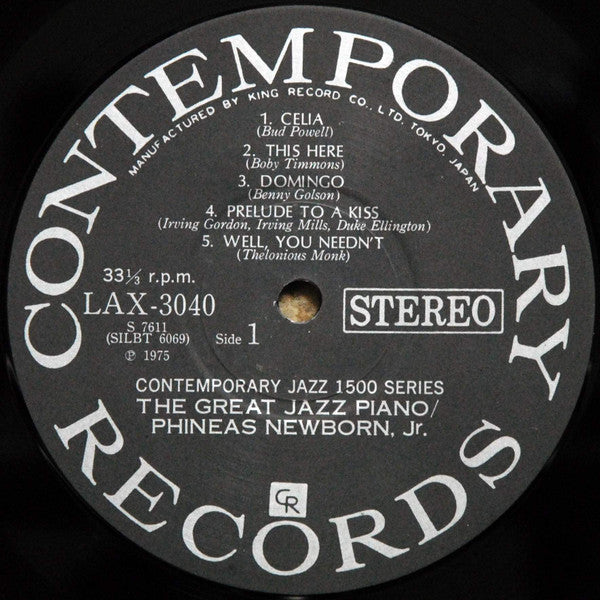 CONTEMPORARY
MANUFACTURED BY KING RECORD CO., LTD. TOKYO, JAPAN
1. CELIA
(Bud Powell)
2. THIS HERE
(Boby Timmons)
3. DOMINGO
(Benny Golson)
4. PRELUDE TO A KISS
(Irving Gordon, Irving Mills, Duke Ellington)
5. WELL, YOU NEEDN'T
(Thelonious Monk)
33⅓ r.p.m.
LAX-3040
S 7611
(SILBT 6069)
Side 1
℗ 1975
STEREO
CONTEMPORARY JAZZ 1500 SERIES
THE GREAT JAZZ PIANO/
PHINEAS NEWBORN, Jr.
CR
RECORDS